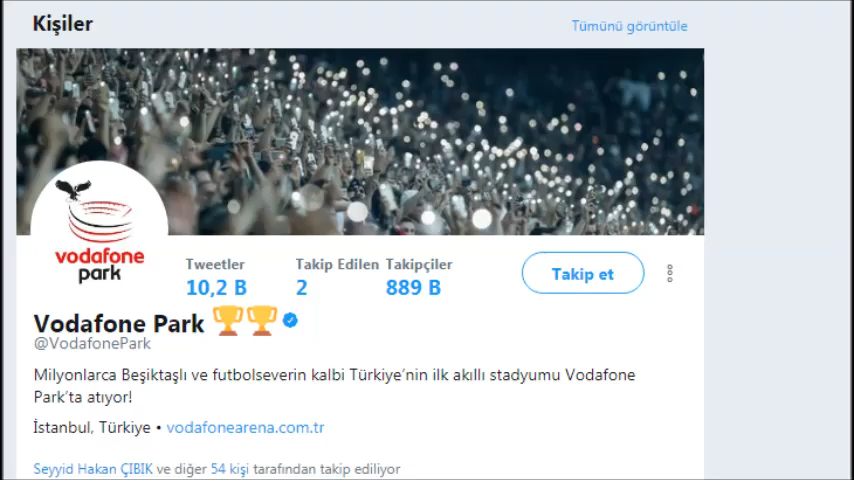 Kişiler
Tümünü görüntüle
vodafone
park
Tweetler Takip Edilen Takipçiler
10,2 B 2 889 B
Takip et
Vodafone Park
@VodafonePark
Milyonlarca Beşiktaşlı ve futbolseverin kalbi Türkiye'nin ilk akıllı stadyumu Vodafone
Park'ta atıyor!
İstanbul, Türkiye • vodafonearena.com.tr
Seyyid Hakan ÇIBIK ve diğer 54 kişi tarafından takip ediliyor